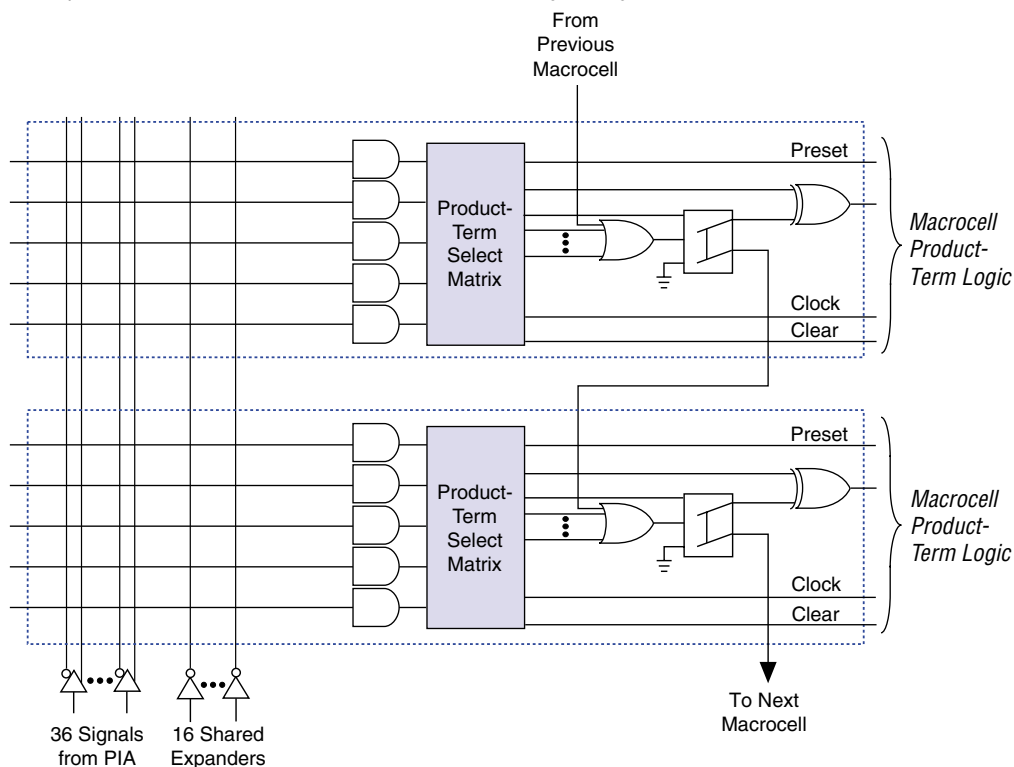 From
Previous
Macrocell
Preset
Product-
Term
Select
Matrix
Macrocell
Product-
Term Logic
Clock
Clear
Preset
Product-
Term
Select
Matrix
Macrocell
Product-
Term Logic
Clock
Clear
To Next
Macrocell
36 Signals
from PIA
16 Shared
Expanders